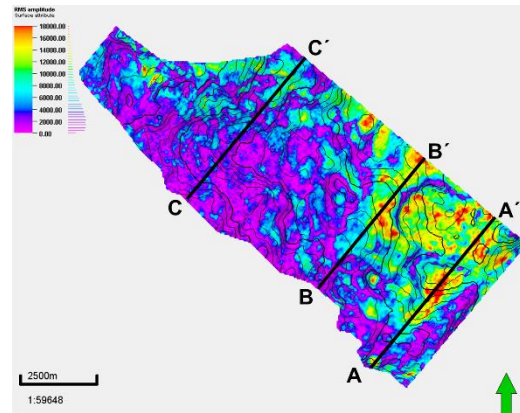 RMS amplitude
Surface attribute
18000.00
16000.00
14000.00
12000.00
10000.00
8000.00
6000.00
4000.00
2000.00
0.00
C´
B´
A´
C
B
A
2500m
1:59648